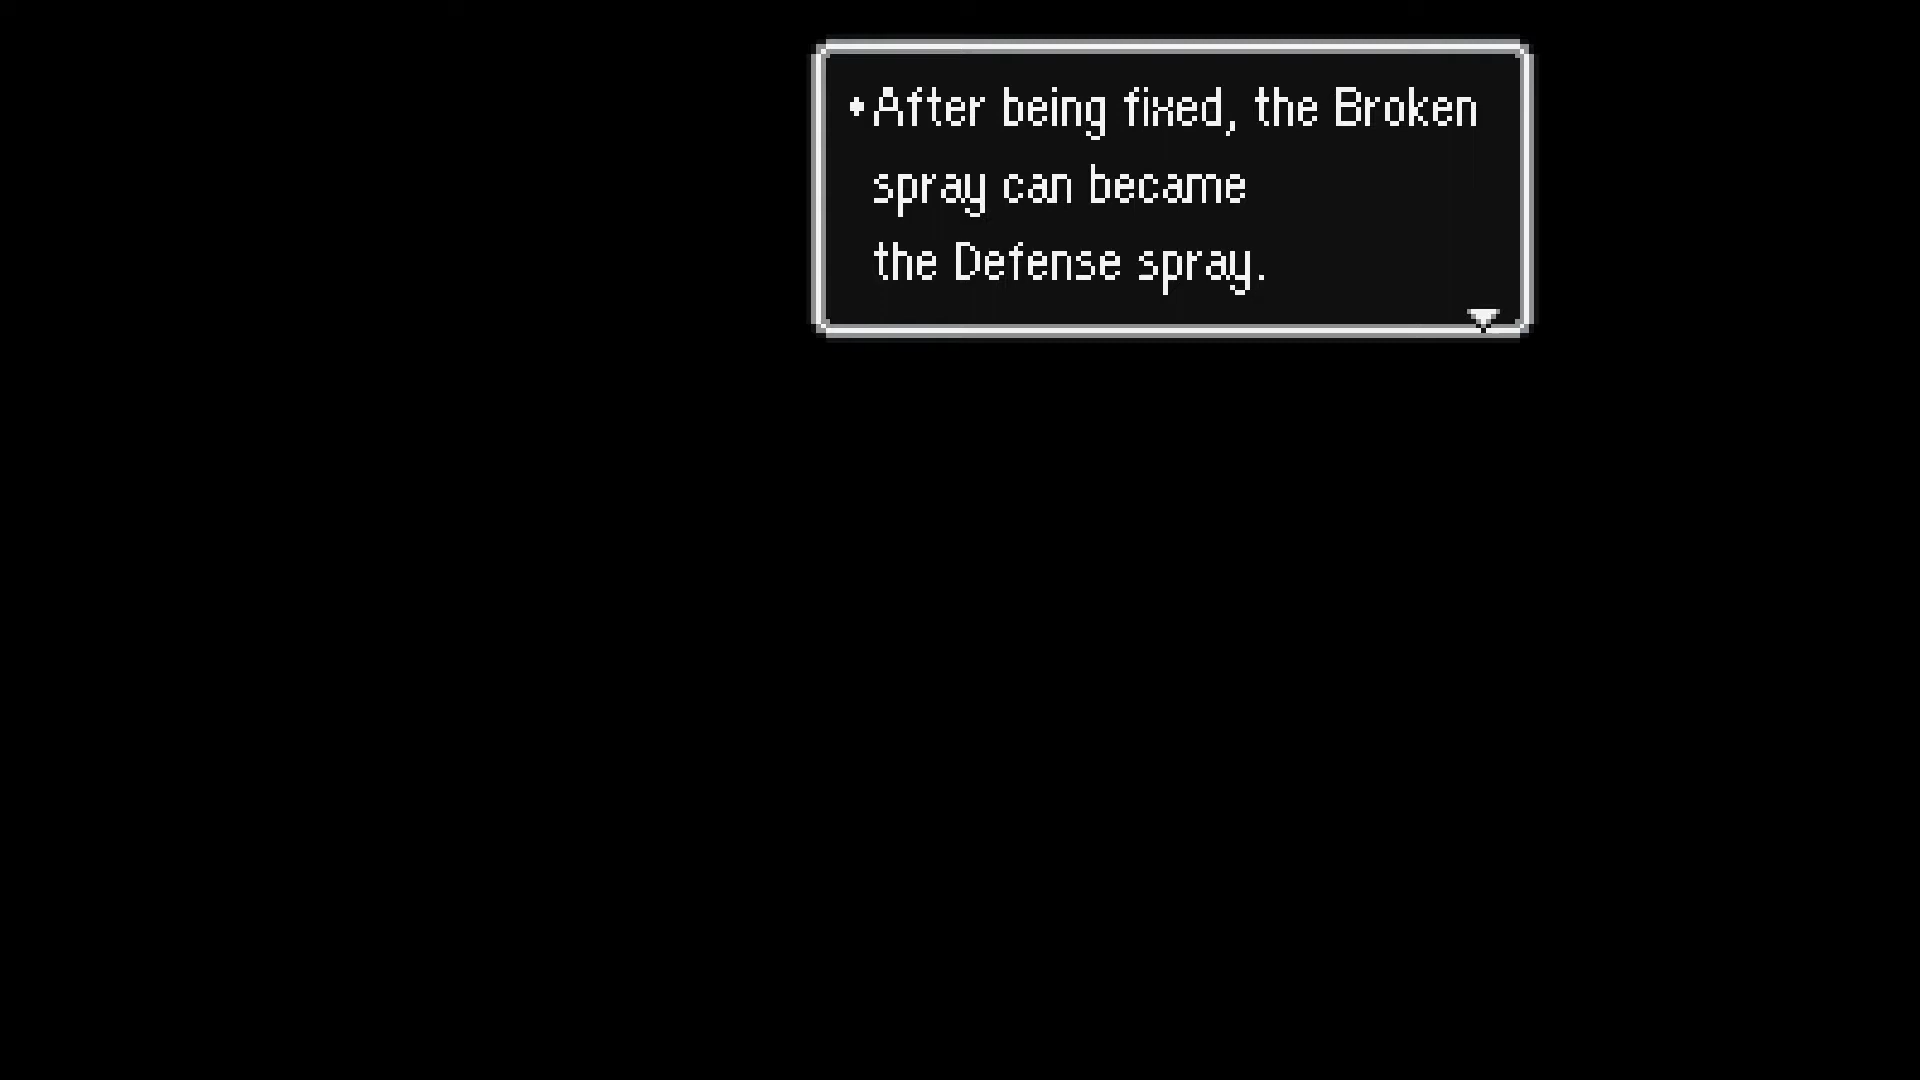 •After being fixed, the Broken
spray can became
the Defense spray.